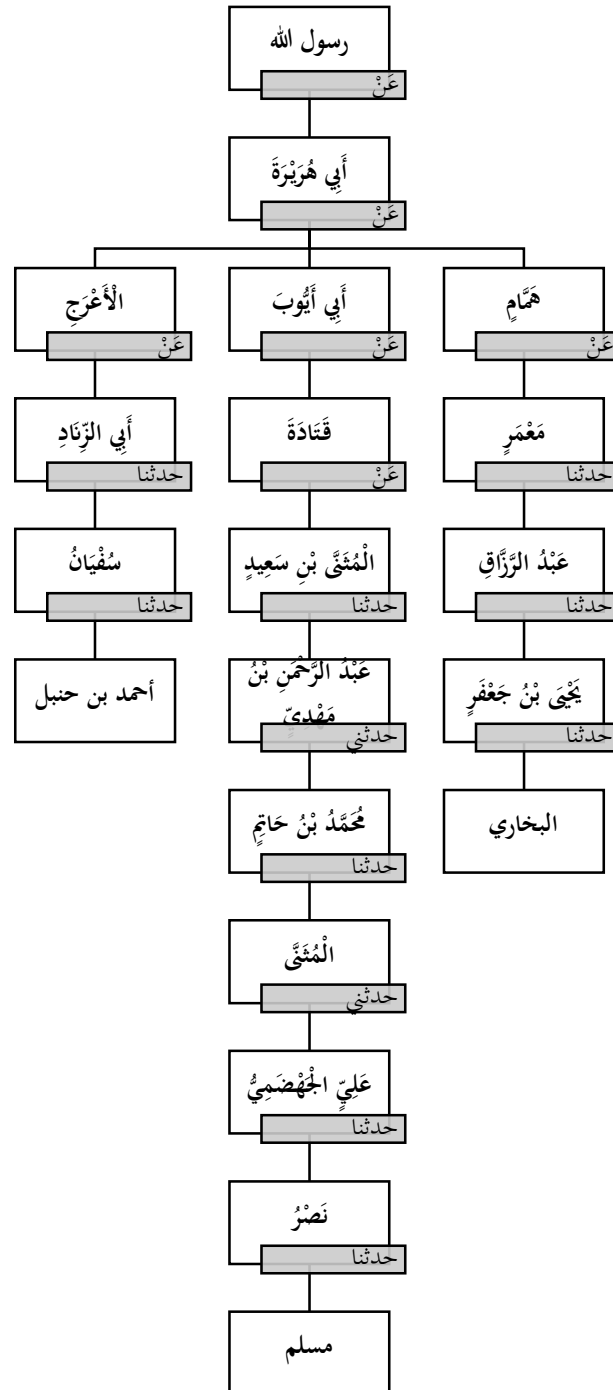 رسول الله
عَنْ
أَبِي هُرَيْرَةَ
عَنْ
هَمَّامٍ
عَنْ
أَبِي أَيُّوبَ
عَنْ
الْأَعْرَجِ
عَنْ
مَعْمَرٍ
حدثنا
قَتَادَةَ
عَنْ
أَبِي الزِّنَادِ
حدثنا
عَبْدُ الرَّزَّاقِ
حدثنا
الْمُثَنَّى بْنِ سَعِيدٍ
حدثنا
سُفْيَانُ
حدثنا
يَحْيَى بْنُ جَعْفَرٍ
حدثنا
عَبْدُ الرَّحْمَنِ بْنُ
مَهْدِيٍّ
حدثني
أحمد بن حنبل
البخاري
مُحَمَّدُ بْنُ حَاتِمٍ
حدثنا
الْمُثَنَّى
حدثني
عَلِيٍّ الْجَهْضَمِيُّ
حدثنا
نَصْرُ
حدثنا
مسلم